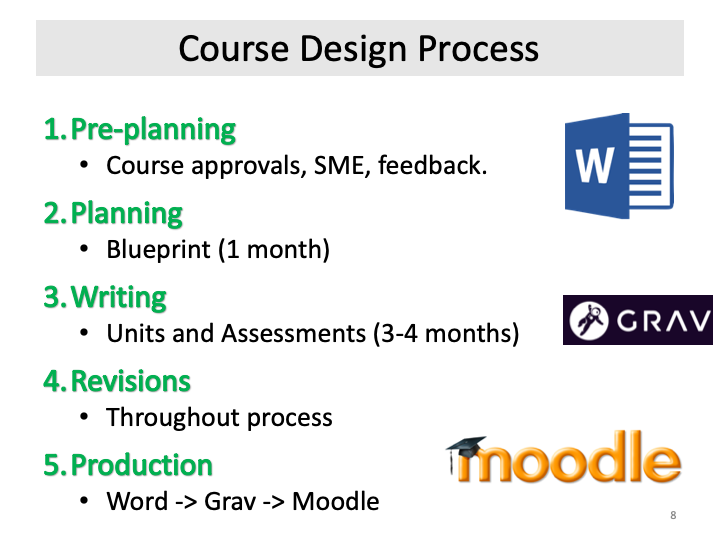 Course Design Process
1. Pre-planning
• Course approvals, SME, feedback.
W
2. Planning
• Blueprint (1 month)
3. Writing
GRAV
• Units and Assessments (3-4 months)
4. Revisions
• Throughout process
moodle
5. Production
• Word -> Grav -> Moodle
8